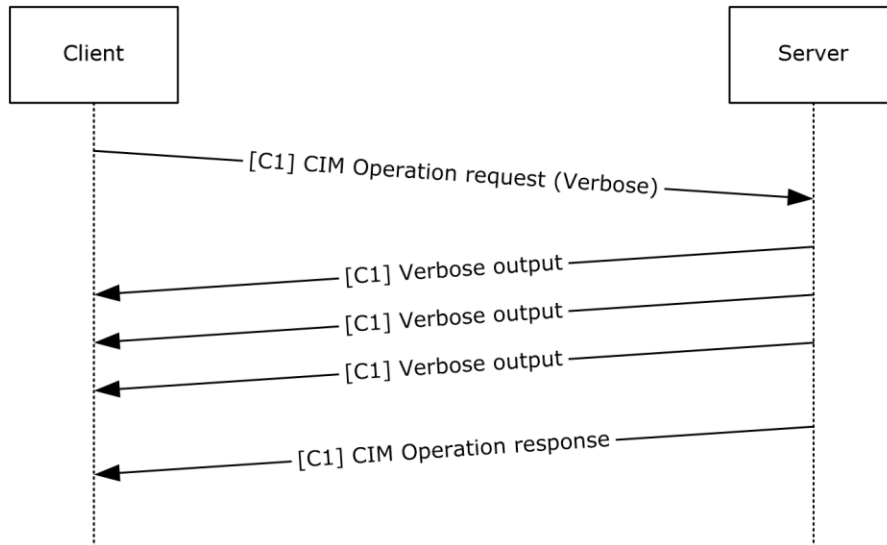 Client
Server
[C1] CIM Operation request (Verbose)
[C1] Verbose output
[C1] Verbose output
[C1] Verbose output
[C1] CIM Operation response